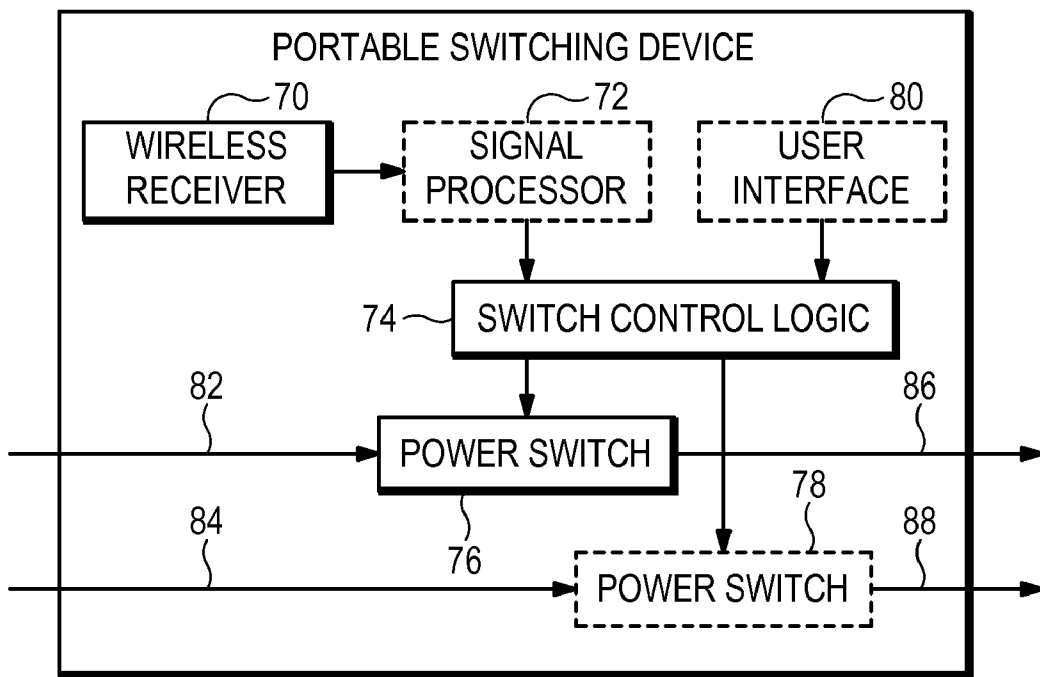 PORTABLE SWITCHING DEVICE
70
72
80
WIRELESS
RECEIVER
SIGNAL
PROCESSOR
USER
INTERFACE
74
SWITCH CONTROL LOGIC
82
86
POWER SWITCH
76
78
84
88
POWER SWITCH